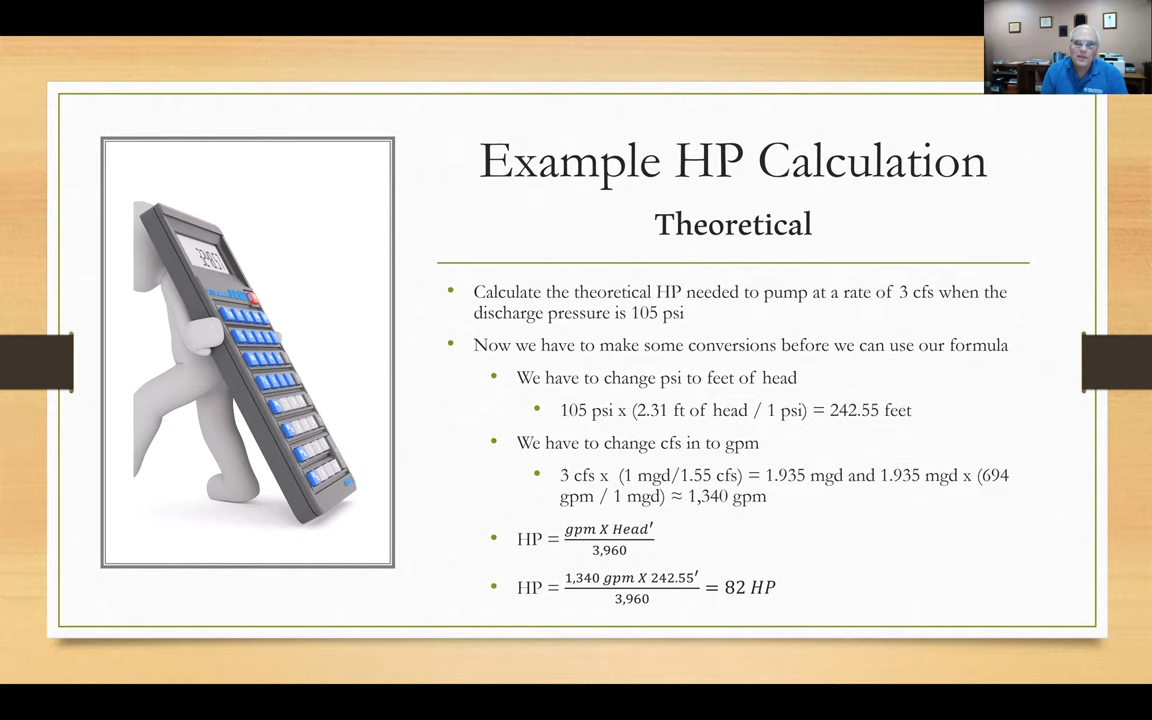 Example HP Calculation
Theoretical
• Calculate the theoretical HP needed to pump at a rate of 3 cfs when the
discharge pressure is 105 psi
• Now we have to make some conversions before we can use our formula
• We have to change psi to feet of head
• 105 psi x (2.31 ft of head / 1 psi) = 242.55 feet
• We have to change cfs in to gpm
• 3 cfs x (1 mgd/1.55 cfs) = 1.935 mgd and 1.935 mgd x (694
gpm / 1 mgd) ≈ 1,340 gpm
• HP = gpm X Head′ / 3,960
• HP = 1,340 gpm X 242.55′ / 3,960 = 82 HP